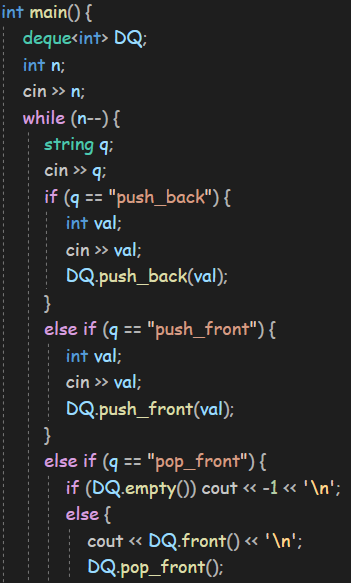 int main() {
deque<int> DQ;
int n;
cin >> n;
while (n--) {
string q;
cin >> q;
if (q == "push_back") {
int val;
cin >> val;
DQ.push_back(val);
}
else if (q == "push_front") {
int val;
cin >> val;
DQ.push_front(val);
}
else if (q == "pop_front") {
if (DQ.empty()) cout << -1 << '\n';
else {
cout << DQ.front() << '\n';
DQ.pop_front();